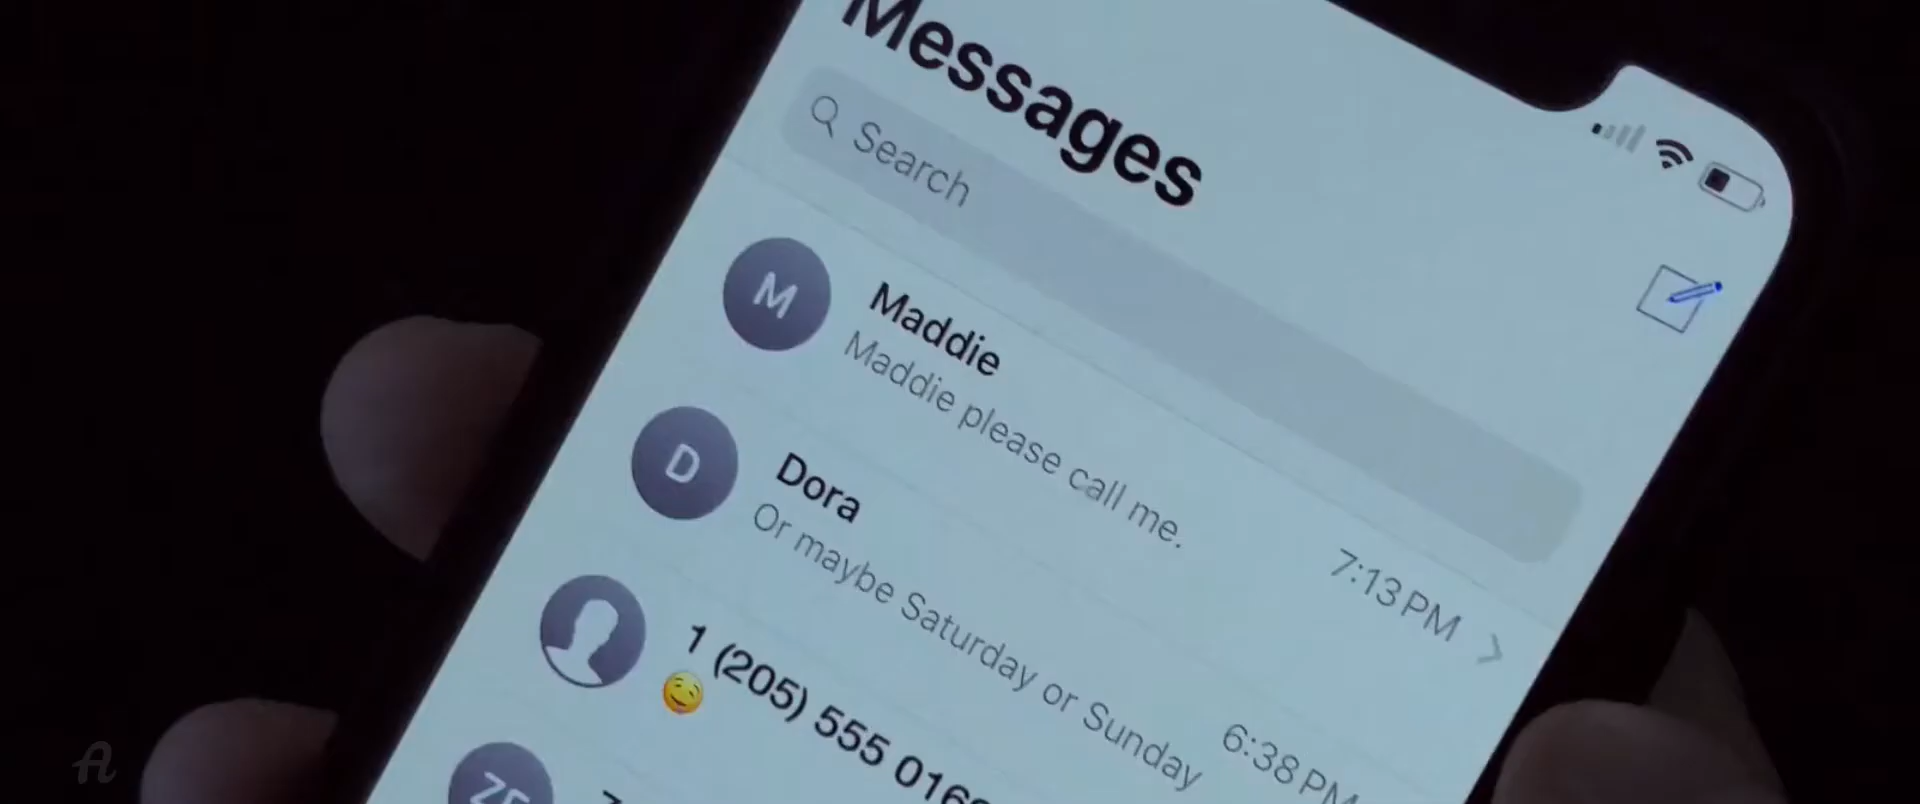 Messages
Search
M
Maddie
Maddie please call me.
7:13 PM
D
Dora
Or maybe Saturday or Sunday
6:38 PM
1 (205) 555 016
A